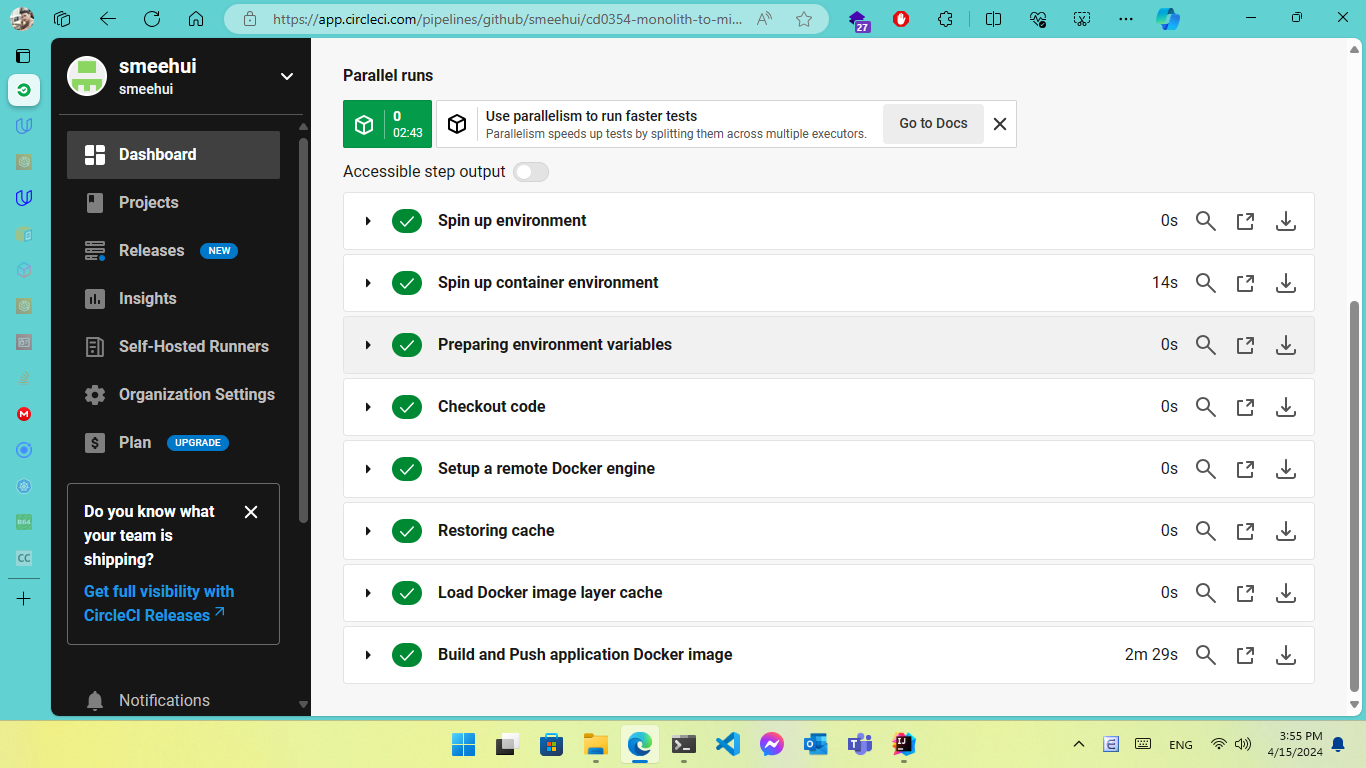 https://app.circleci.com/pipelines/github/smeehui/cd0354-monolith-to-mi...
A
27
smeehui
smeehui
Dashboard
Projects
Releases NEW
Insights
Self-Hosted Runners
Organization Settings
Plan UPGRADE
Do you know what
your team is
shipping?
Get full visibility with
CircleCI Releases
Notifications
Parallel runs
0
02:43
Use parallelism to run faster tests
Parallelism speeds up tests by splitting them across multiple executors.
Go to Docs
Accessible step output
Spin up environment 0s
Spin up container environment 14s
Preparing environment variables 0s
Checkout code 0s
Setup a remote Docker engine 0s
Restoring cache 0s
Load Docker image layer cache 0s
Build and Push application Docker image 2m 29s
ENG
3:55 PM
4/15/2024